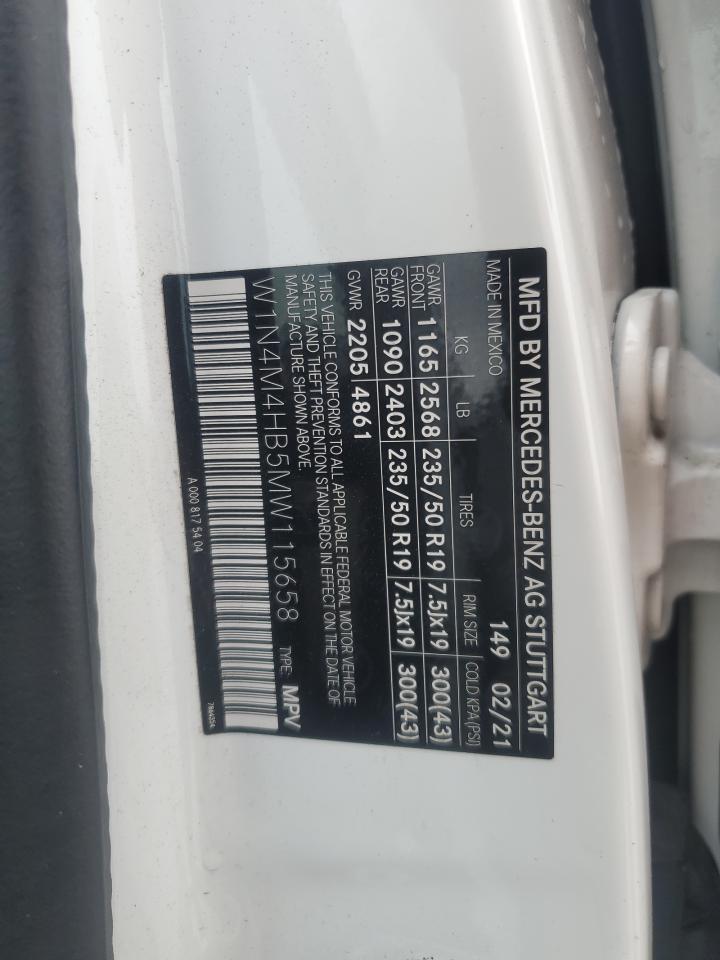 MFD BY MERCEDES-BENZ AG STUTTGART
MADE IN MEXICO 149 02/21
KG LB TIRES RIM SIZE COLD KPA(PSI)
GAWR FRONT 1165 2568 235/50 R19 7.5Jx19 300(43)
GAWR REAR 1090 2403 235/50 R19 7.5Jx19 300(43)
GVWR 2205 4861
THIS VEHICLE CONFORMS TO ALL APPLICABLE FEDERAL MOTOR VEHICLE
SAFETY AND THEFT PREVENTION STANDARDS IN EFFECT ON THE DATE OF
MANUFACTURE SHOWN ABOVE.
W1N4M4HB5MW115658 TYPE: MPV
A 000 817 54 04